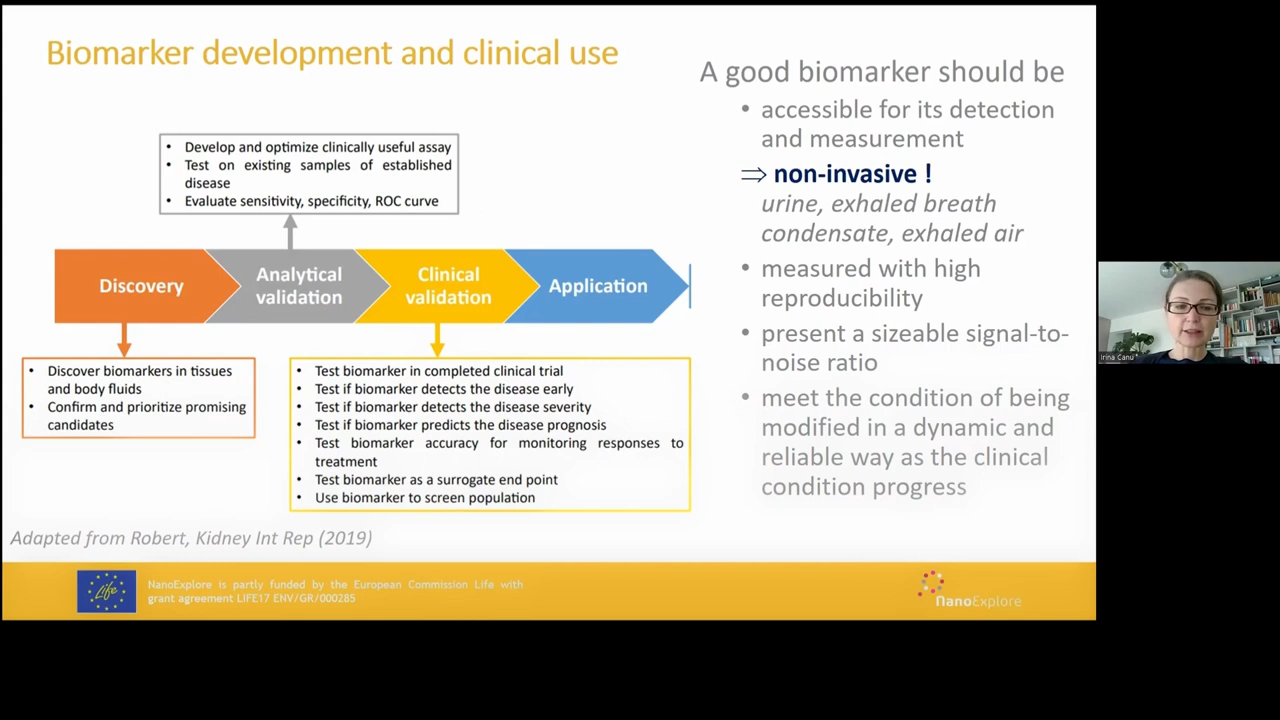 Biomarker development and clinical use
• Develop and optimize clinically useful assay
• Test on existing samples of established
disease
• Evaluate sensitivity, specificity, ROC curve
Discovery
Analytical
validation
Clinical
validation
Application
• Discover biomarkers in tissues
and body fluids
• Confirm and prioritize promising
candidates
• Test biomarker in completed clinical trial
• Test if biomarker detects the disease early
• Test if biomarker detects the disease severity
• Test if biomarker predicts the disease prognosis
• Test biomarker accuracy for monitoring responses to
treatment
• Test biomarker as a surrogate end point
• Use biomarker to screen population
Adapted from Robert, Kidney Int Rep (2019)
A good biomarker should be
• accessible for its detection
and measurement
⇒ non-invasive !
urine, exhaled breath
condensate, exhaled air
• measured with high
reproducibility
• present a sizeable signal-to-
noise ratio
• meet the condition of being
modified in a dynamic and
reliable way as the clinical
condition progress
Irina Canu
Life
NanoExplore is partly funded by the European Commission Life with
grant agreement LIFE17 ENV/GR/000285
NanoExplore